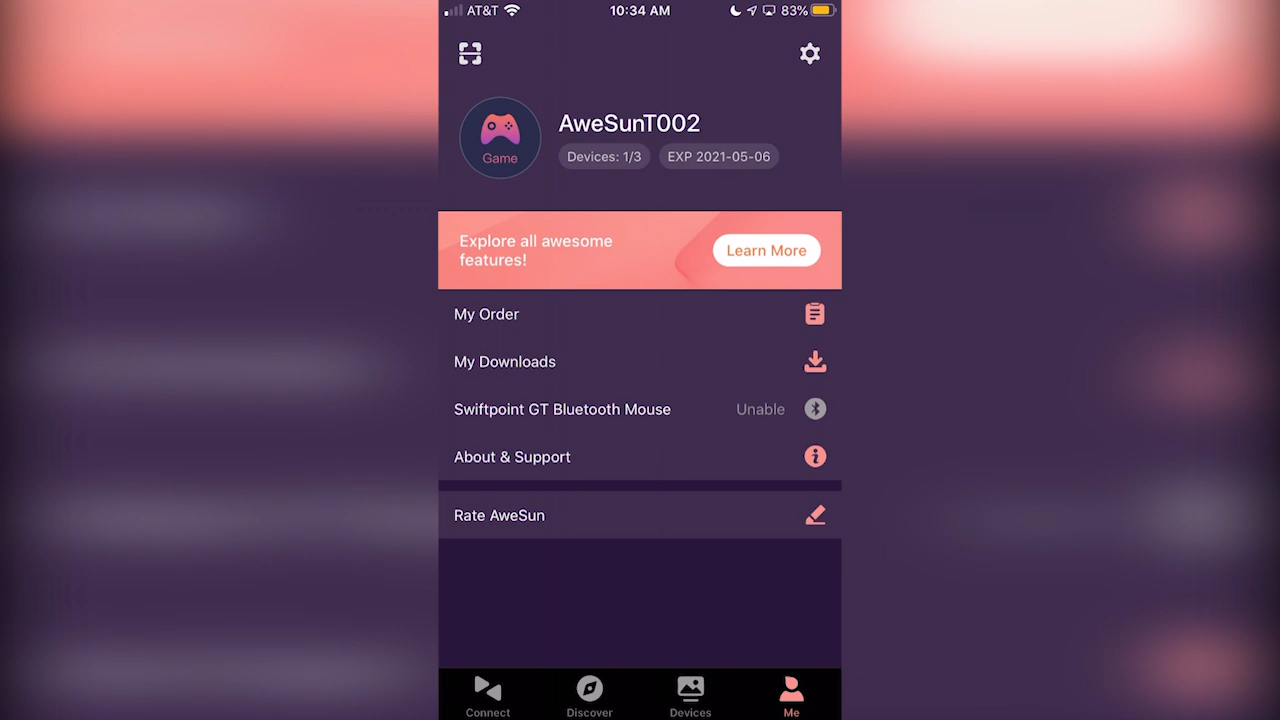 AT&T
10:34 AM
83%
Game
AweSunT002
Devices: 1/3
EXP 2021-05-06
Explore all awesome
features!
Learn More
My Order
My Downloads
Swiftpoint GT Bluetooth Mouse
Unable
About & Support
Rate AweSun
Connect
Discover
Devices
Me